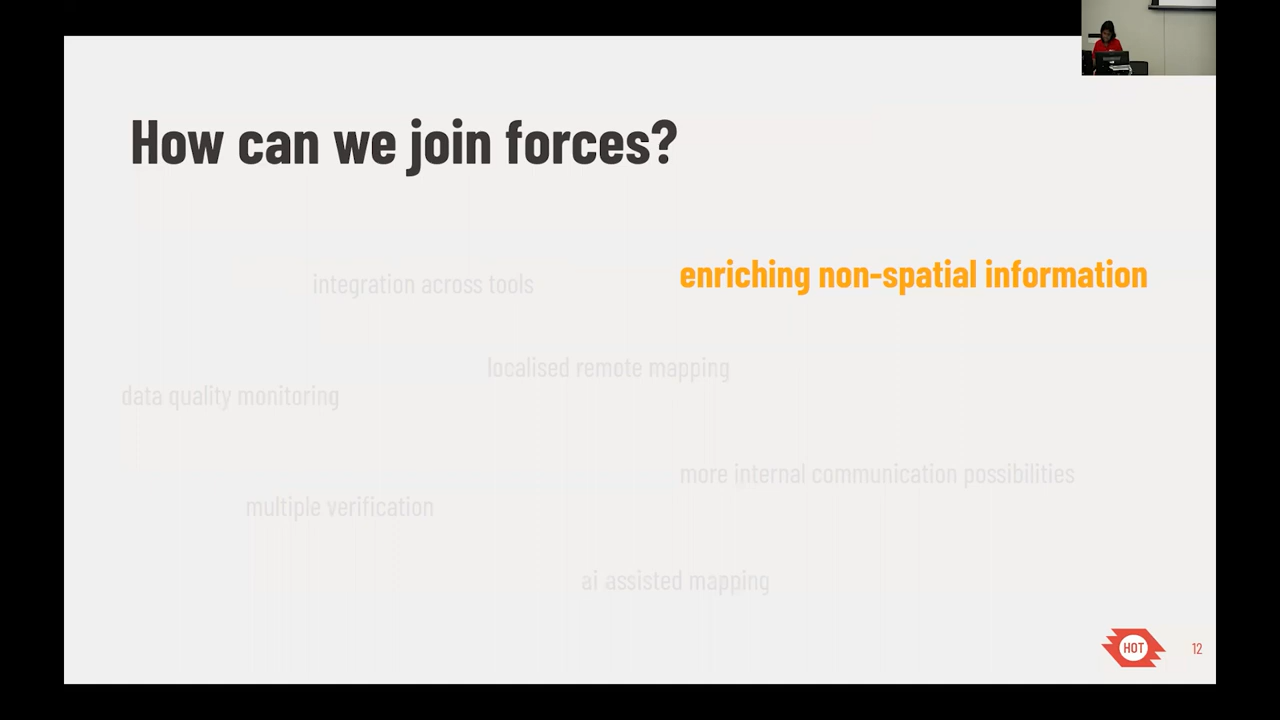 How can we join forces?
integration across tools
enriching non-spatial information
localised remote mapping
data quality monitoring
more internal communication possibilities
multiple verification
ai assisted mapping
HOT
12